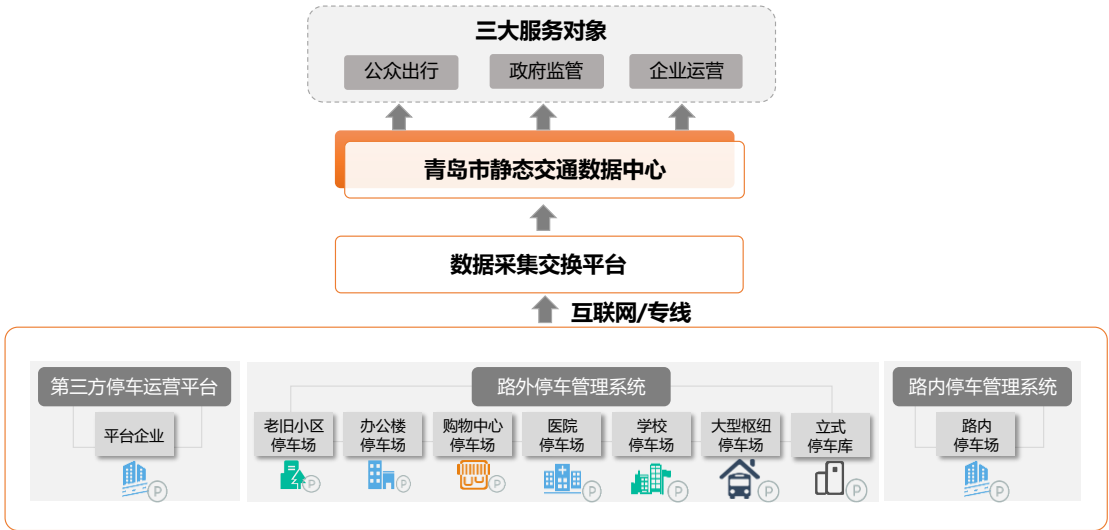 三大服务对象
公众出行
政府监管
企业运营
青岛市静态交通数据中心
数据采集交换平台
互联网/专线
第三方停车运营平台
平台企业
P
路外停车管理系统
老旧小区
停车场
P
办公楼
停车场
P
购物中心
停车场
P
医院
停车场
P
学校
停车场
P
大型枢纽
停车场
P
立式
停车库
P
路内停车管理系统
路内
停车场
P